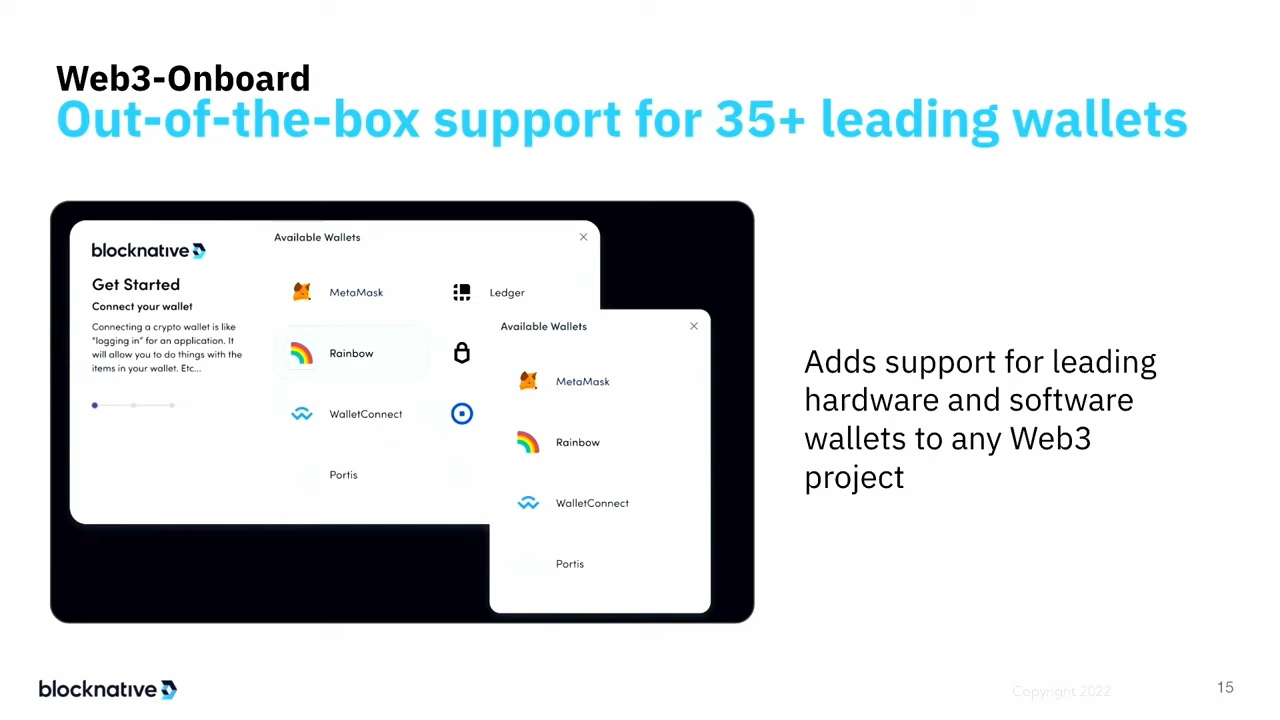 Web3-Onboard
Out-of-the-box support for 35+ leading wallets
blocknative
Get Started
Connect your wallet
Connecting a crypto wallet is like
“logging in” for an application. It
will allow you to do things with the
items in your wallet. Etc...
Available Wallets
MetaMask
Ledger
Rainbow
WalletConnect
Portis
Available Wallets
MetaMask
Rainbow
WalletConnect
Portis
Adds support for leading
hardware and software
wallets to any Web3
project
blocknative
Copyright 2022
15